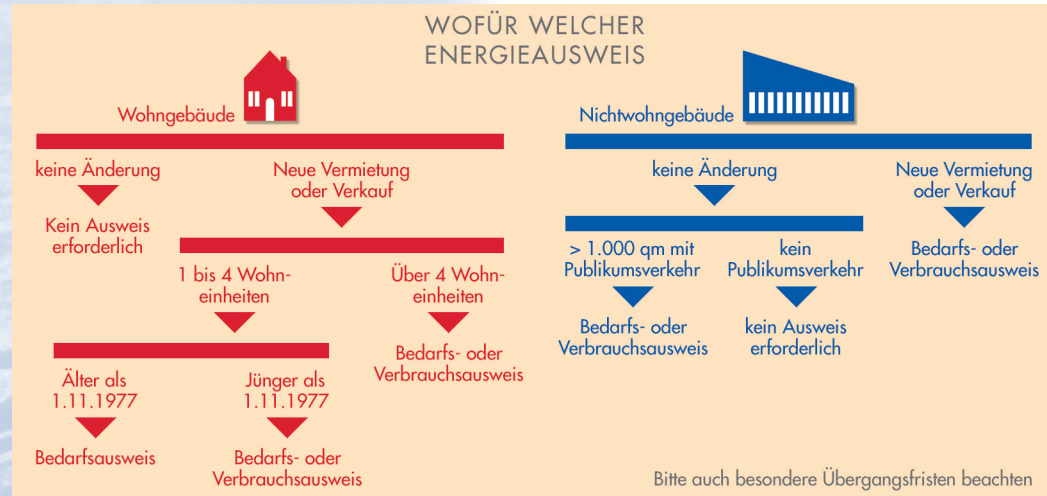 WOFÜR WELCHER
ENERGIEAUSWEIS
Wohngebäude
keine Änderung
Kein Ausweis
erforderlich
Neue Vermietung
oder Verkauf
1 bis 4 Wohn-
einheiten
Älter als
1.11.1977
Bedarfsausweis
Jünger als
1.11.1977
Bedarfs- oder
Verbrauchsausweis
Über 4 Wohn-
einheiten
Bedarfs- oder
Verbrauchsausweis
Nichtwohngebäude
keine Änderung
> 1.000 qm mit
Publikumsverkehr
Bedarfs- oder
Verbrauchsausweis
kein
Publikumsverkehr
kein Ausweis
erforderlich
Neue Vermietung
oder Verkauf
Bedarfs- oder
Verbrauchsausweis
Bitte auch besondere Übergangsfristen beachten